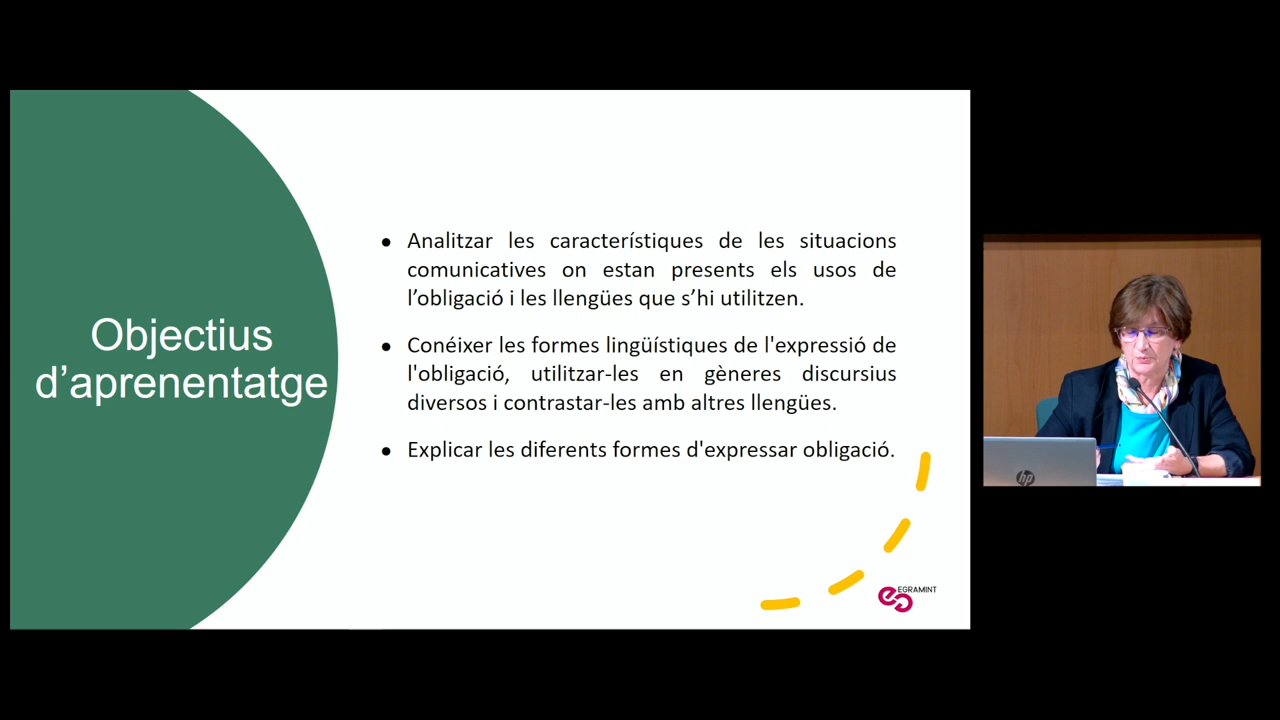 Objectius
d’aprenentatge
● Analitzar les característiques de les situacions
comunicatives on estan presents els usos de
l’obligació i les llengües que s’hi utilitzen.
● Conéixer les formes lingüístiques de l'expressió de
l'obligació, utilitzar-les en gèneres discursius
diversos i contrastar-les amb altres llengües.
● Explicar les diferents formes d'expressar obligació.
EGRAMINT
hp